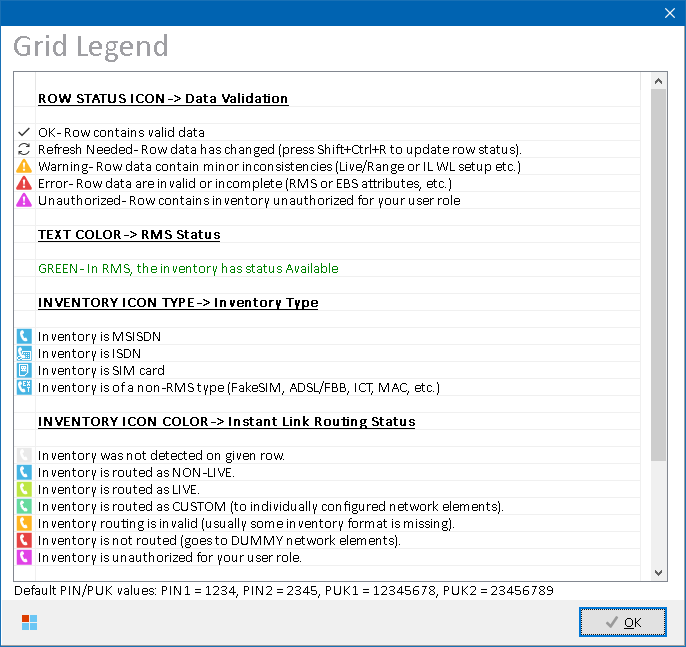 Grid Legend
ROW STATUS ICON -> Data Validation
OK - Row contains valid data
Refresh Needed - Row data has changed (press Shift+Ctrl+R to update row status).
Warning - Row data contain minor inconsistencies (Live/Range or IL WL setup etc.)
Error - Row data are invalid or incomplete (RMS or EBS attributes, etc.)
Unauthorized - Row contains inventory unauthorized for your user role
TEXT COLOR -> RMS Status
GREEN - In RMS, the inventory has status Available
INVENTORY ICON TYPE -> Inventory Type
Inventory is MSISDN
Inventory is ISDN
Inventory is SIM card
Inventory is of a non-RMS type (FakeSIM, ADSL/FBB, ICT, MAC, etc.)
INVENTORY ICON COLOR -> Instant Link Routing Status
Inventory was not detected on given row.
Inventory is routed as NON-LIVE.
Inventory is routed as LIVE.
Inventory is routed as CUSTOM (to individually configured network elements).
Inventory routing is invalid (usually some inventory format is missing).
Inventory is not routed (goes to DUMMY network elements).
Inventory is unauthorized for your user role.
Default PIN/PUK values: PIN1 = 1234, PIN2 = 2345, PUK1 = 12345678, PUK2 = 23456789
OK